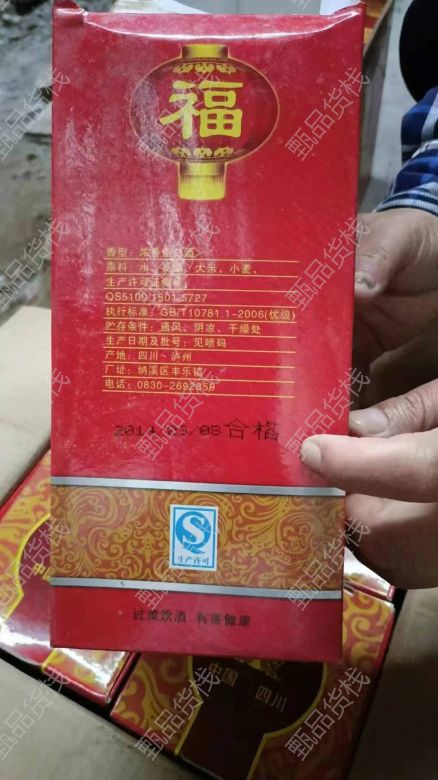 福
香型：浓香型白酒
原料：水、高粱、大米、小麦、
生产许可证编号：
QS5100 1501 5727
执行标准：GB/T10781.1-2006(优级)
贮存条件：通风、阴凉、干燥处
生产日期及批号：见喷码
产地：四川·泸州
厂址：纳溪区丰乐镇
电话：0830-2692359
2014/03/08合格
生产许可
过度饮酒 有害健康
中国 四川
甄品货栈